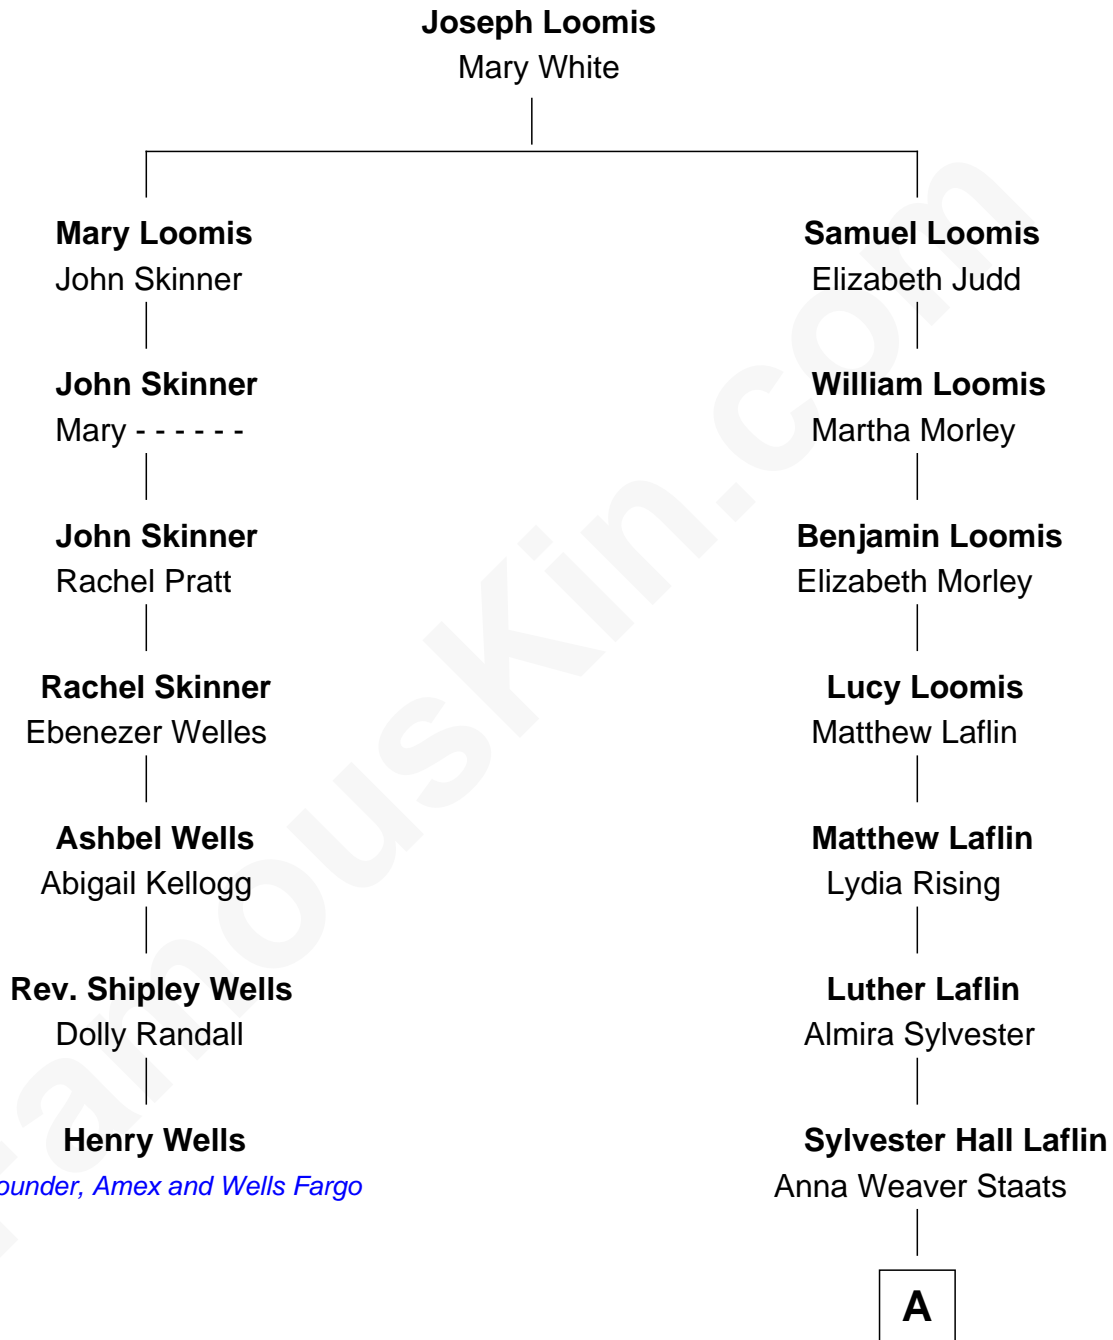 Joseph Loomis
Mary White
Mary Loomis
John Skinner
Samuel Loomis
Elizabeth Judd
John Skinner
Mary - - - - - -
William Loomis
Martha Morley
John Skinner
Rachel Pratt
Benjamin Loomis
Elizabeth Morley
Rachel Skinner
Ebenezer Welles
Lucy Loomis
Matthew Laflin
Ashbel Wells
Abigail Kellogg
Matthew Laflin
Lydia Rising
Rev. Shipley Wells
Dolly Randall
Luther Laflin
Almira Sylvester
Henry Wells
ounder, Amex and Wells Fargo
Sylvester Hall Laflin
Anna Weaver Staats
A
FamousKin.com